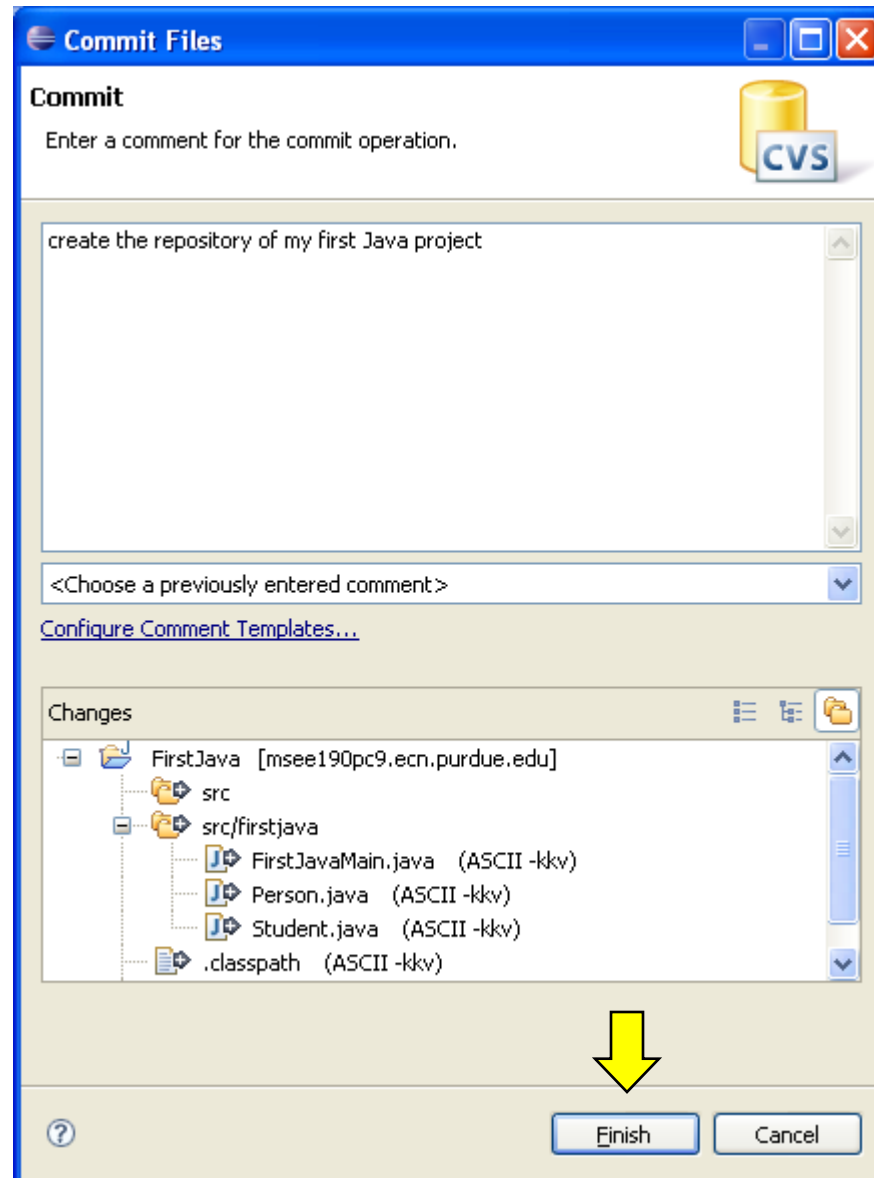 Commit Files
Commit
Enter a comment for the commit operation.
CVS
create the repository of my first Java project
<Choose a previously entered comment>
Configure Comment Templates...
Changes
FirstJava [msee190pc9.ecn.purdue.edu]
src
src/firstjava
FirstJavaMain.java (ASCII -kkv)
Person.java (ASCII -kkv)
Student.java (ASCII -kkv)
.classpath (ASCII -kkv)
Finish Cancel